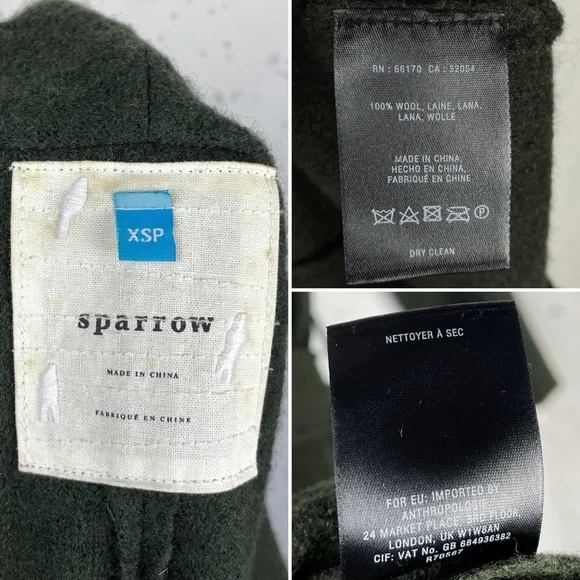 XSP
sparrow
MADE IN CHINA
FABRIQUÉ EN CHINE
RN : 66170 CA : 32054
100% WOOL, LAINE, LANA,
LANA, WOLLE
MADE IN CHINA,
HECHO EN CHINA,
FABRIQUÉ EN CHINE
P
DRY CLEAN
NETTOYER À SEC
FOR EU: IMPORTED BY
ANTHROPOLOGIE
24 MARKET PLACE, 3RD FLOOR
LONDON, UK W1W8AN
CIF: VAT No. GB 684936382
R70567